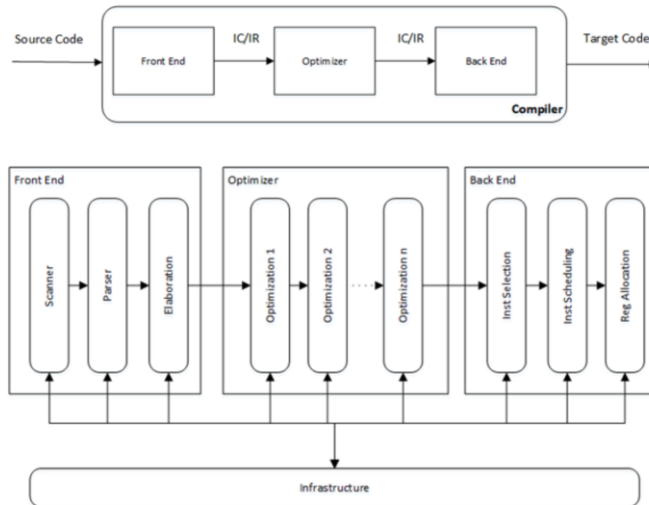 Source Code
IC/IR
IC/IR
Target Code
Front End
Optimizer
Back End
Compiler
Front End
Optimizer
Back End
Scanner
Parser
Elaboration
Optimization 1
Optimization 2
Optimization n
Inst Selection
Inst Scheduling
Reg Allocation
Infrastructure